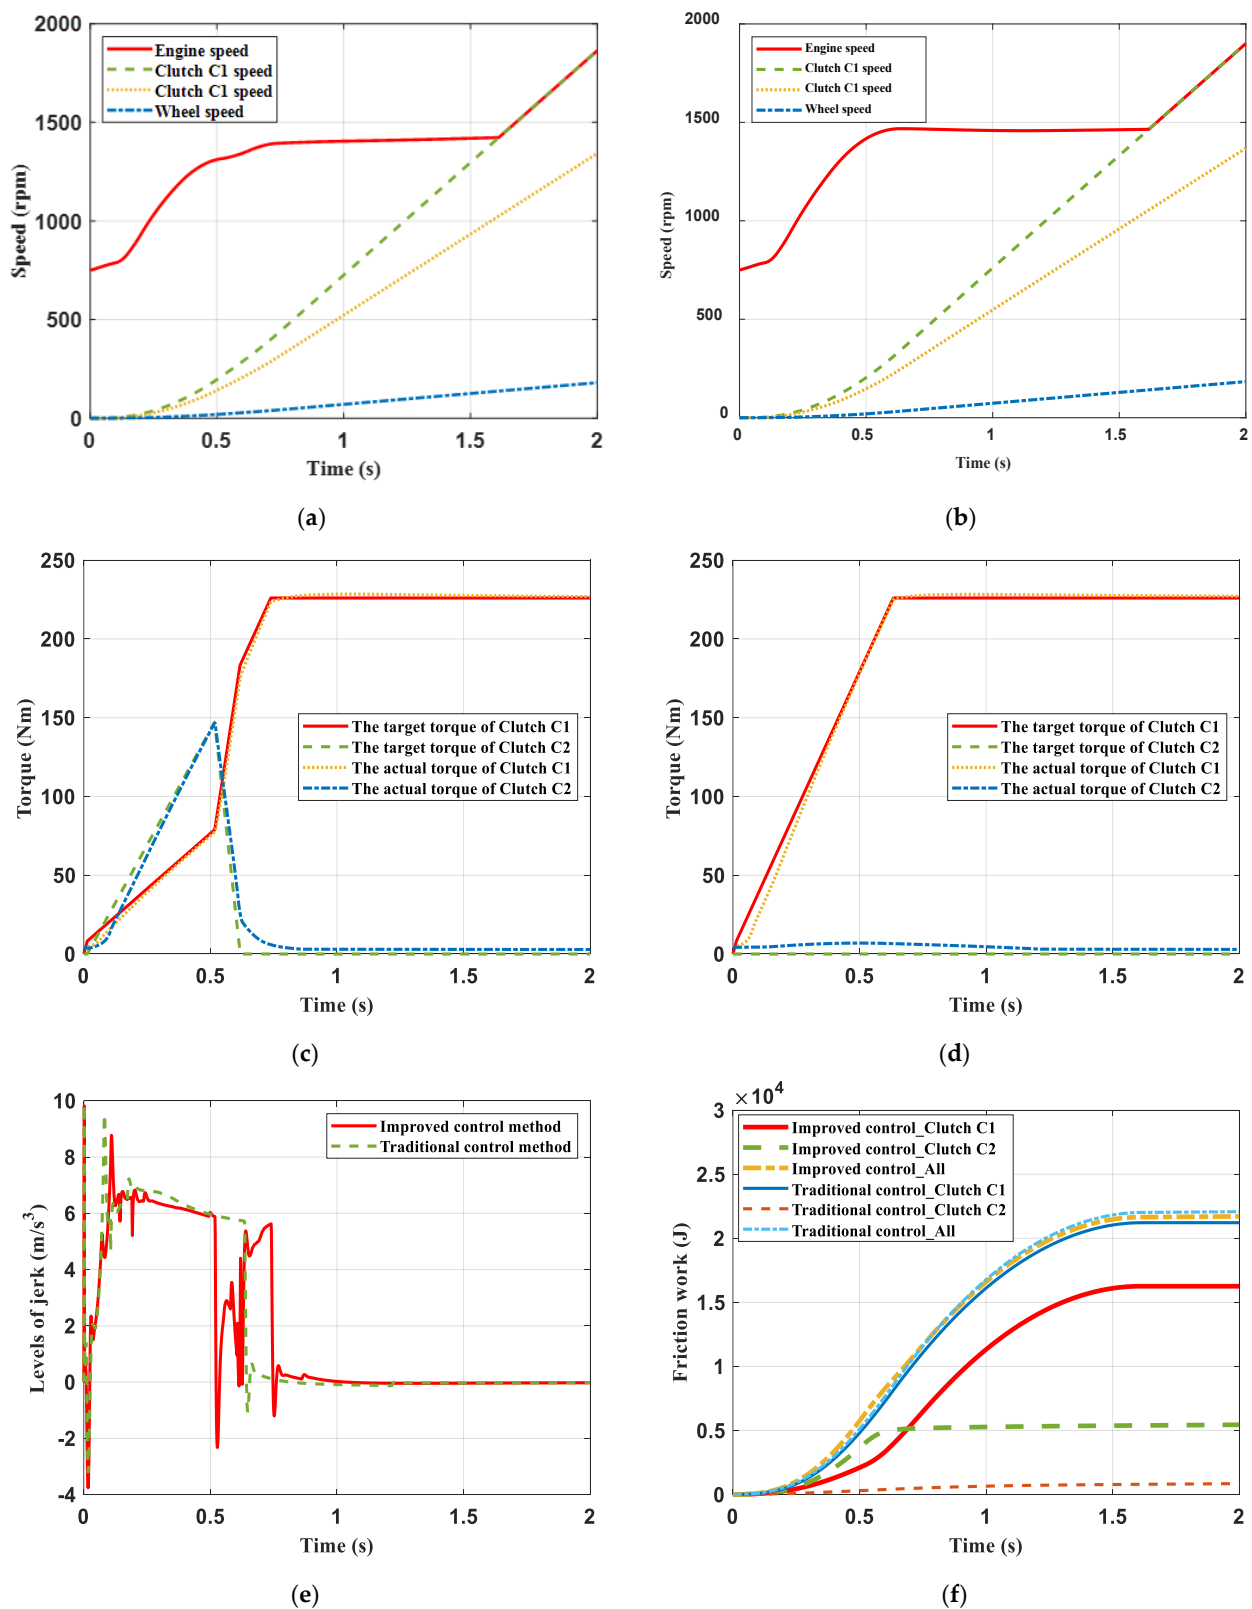 2000
1500
1000
500
0
Speed (rpm)
Engine speed
Clutch C1 speed
Clutch C1 speed
Wheel speed
0 0.5 1 1.5 2
Time (s)
(a)
2000
1500
1000
500
0
Speed (rpm)
Engine speed
Clutch C1 speed
Clutch C1 speed
Wheel speed
0 0.5 1 1.5 2
Time (s)
(b)
250
200
150
100
50
0
Torque (Nm)
The target torque of Clutch C1
The target torque of Clutch C2
The actual torque of Clutch C1
The actual torque of Clutch C2
0 0.5 1 1.5 2
Time (s)
(c)
250
200
150
100
50
0
Torque (Nm)
The target torque of Clutch C1
The target torque of Clutch C2
The actual torque of Clutch C1
The actual torque of Clutch C2
0 0.5 1 1.5 2
Time (s)
(d)
10
8
6
4
2
0
-2
-4
Levels of jerk (m/s³)
Improved control method
Traditional control method
0 0.5 1 1.5 2
Time (s)
(e)
×10⁴
3
2.5
2
1.5
1
0.5
0
Friction work (J)
Improved control_Clutch C1
Improved control_Clutch C2
Improved control_All
Traditional control_Clutch C1
Traditional control_Clutch C2
Traditional control_All
0 0.5 1 1.5 2
Time (s)
(f)